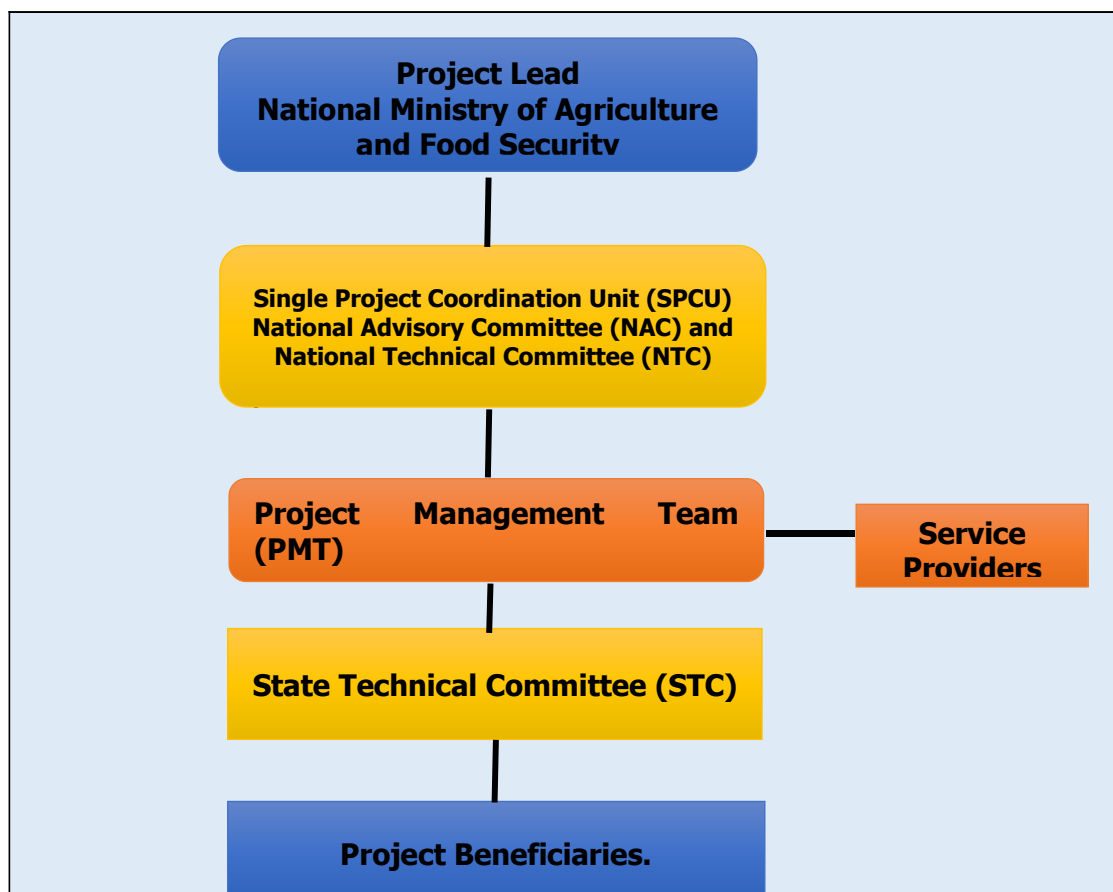 Project Lead
National Ministry of Agriculture
and Food Security
Single Project Coordination Unit (SPCU)
National Advisory Committee (NAC) and
National Technical Committee (NTC)
Project Management Team
(PMT)
Service
Providers
State Technical Committee (STC)
Project Beneficiaries.